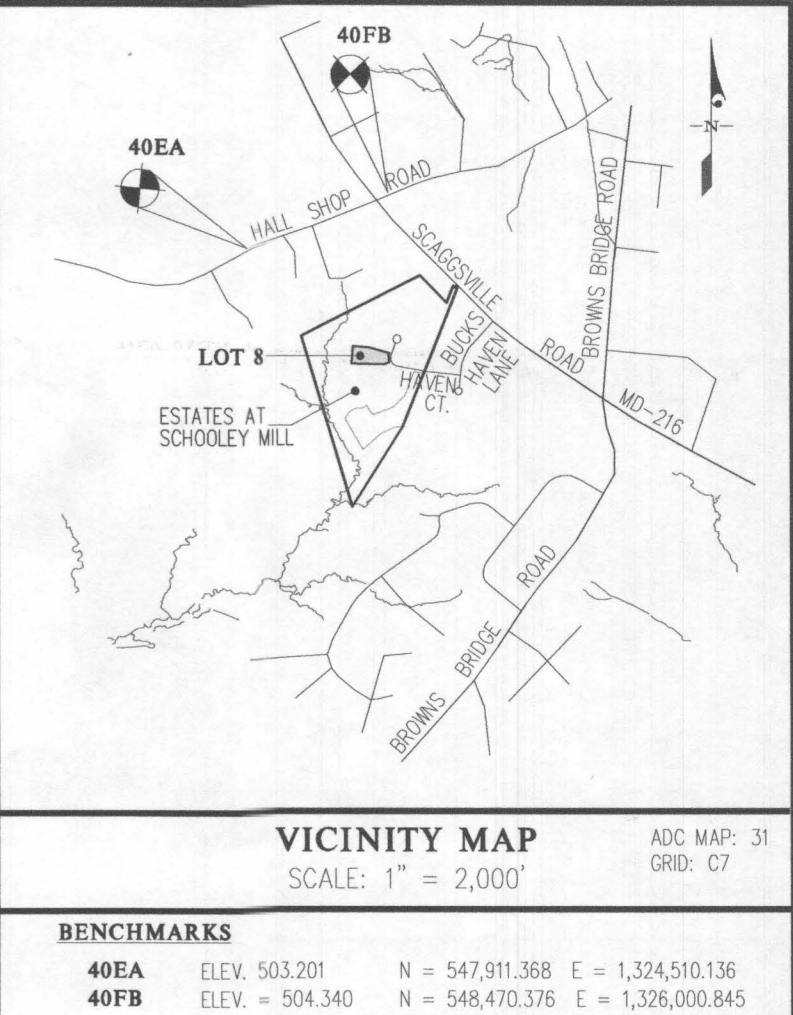 40FB
40EA
N
HALL SHOP ROAD
SCAGGSVILLE ROAD MD-216
BROWNS BRIDGE ROAD
BUCKS HAVEN LANE
LOT 8
HAVEN CT.
ESTATES AT
SCHOOLEY MILL
BROWNS BRIDGE ROAD
VICINITY MAP
SCALE: 1" = 2,000'
ADC MAP: 31
GRID: C7
BENCHMARKS
40EA ELEV. 503.201 N = 547,911.368 E = 1,324,510.136
40FB ELEV. = 504.340 N = 548,470.376 E = 1,326,000.845